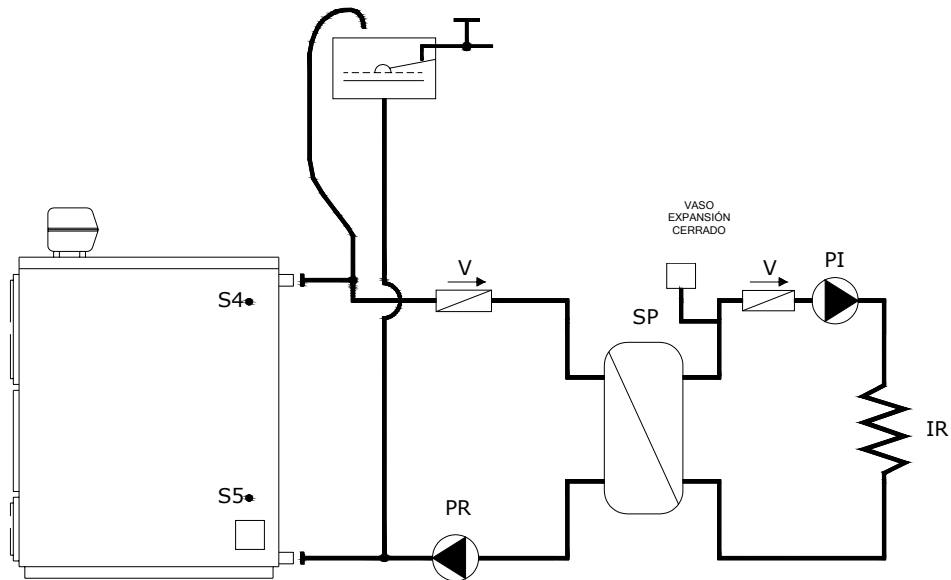 VASO
EXPANSIÓN
CERRADO
V
V
PI
S4
SP
IR
S5
PR